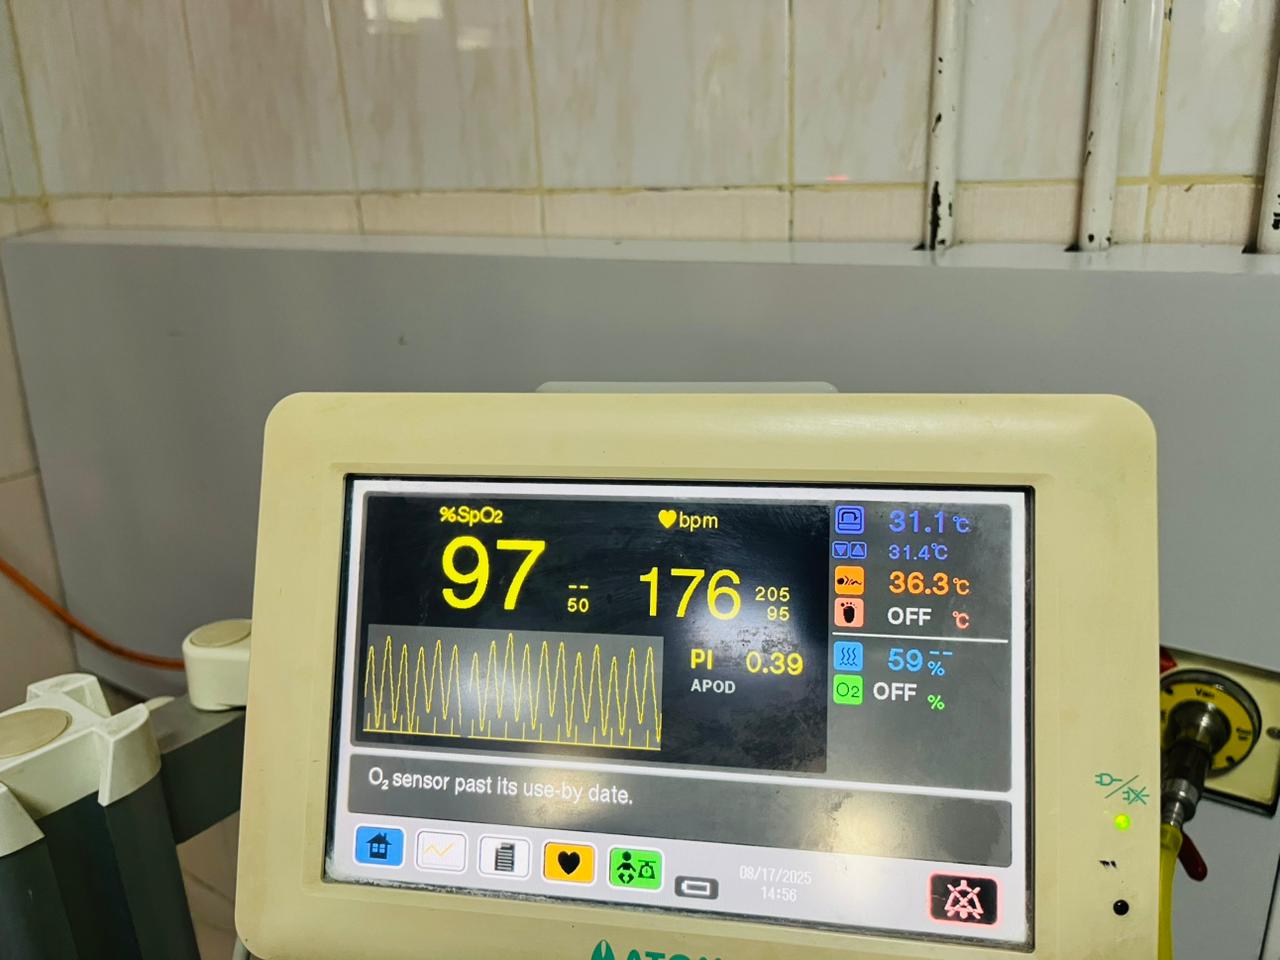 %SpO2
bpm
97
--
50
176
205
95
PI 0.39
APOD
31.1 °C
31.4°C
36.3 °C
OFF °C
59 -- %
O2 OFF %
O2 sensor past its use-by date.
08/17/2025
14:56